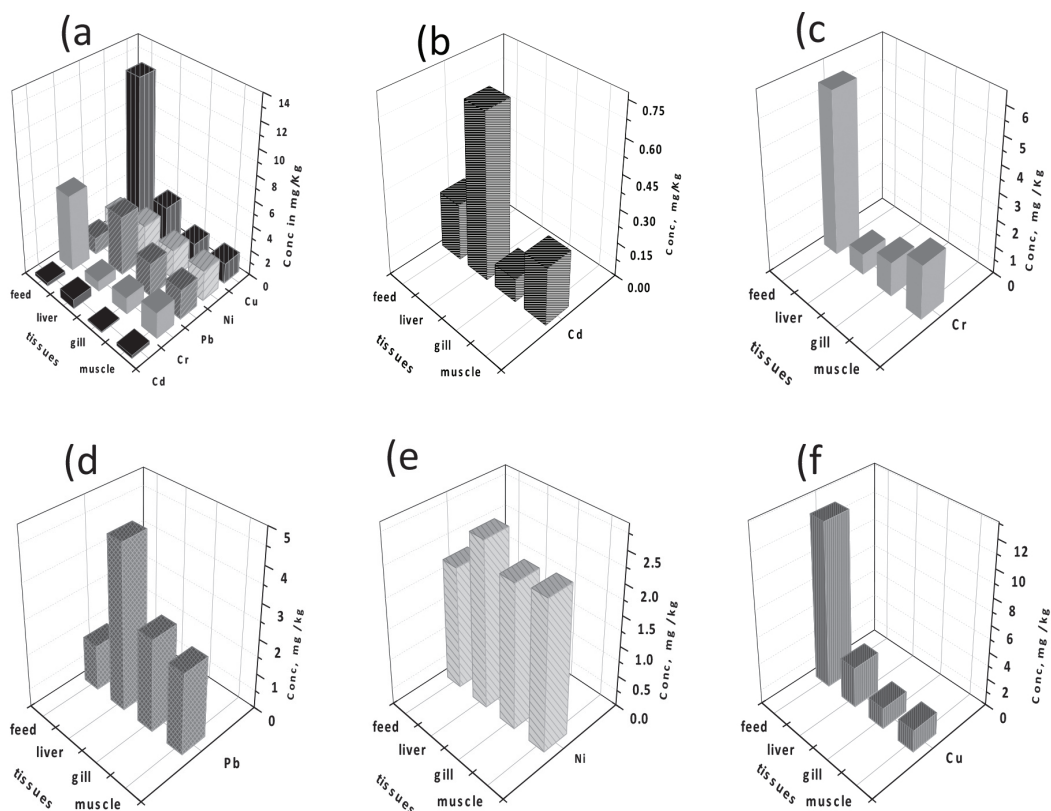 (a
14
12
10
8
6
4
2
0
Conc in mg/Kg
feed
liver
gill
muscle
tissues
Cd
Cr
Pb
Ni
Cu
(b
0.75
0.60
0.45
0.30
0.15
0.00
Conc, mg/Kg
feed
liver
gill
muscle
tissues
Cd
(c
6
5
4
3
2
1
0
Conc, mg /Kg
feed
liver
gill
muscle
tissues
Cr
(d
5
4
3
2
1
0
Conc, mg /kg
feed
liver
gill
muscle
tissues
Pb
(e
2.5
2.0
1.5
1.0
0.5
0.0
Conc, mg /kg
feed
liver
gill
muscle
tissues
Ni
(f
12
10
8
6
4
2
0
Conc, mg /kg
feed
liver
gill
muscle
tissues
Cu